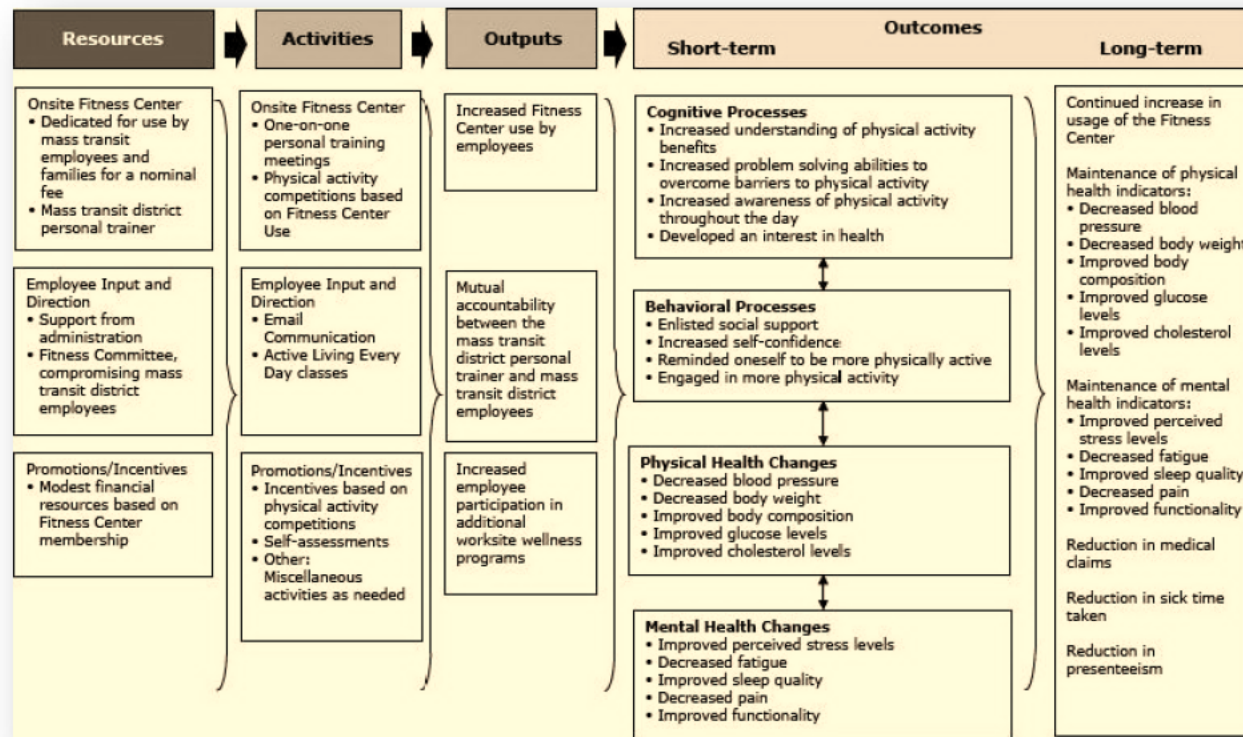 Resources
Activities
Outputs
Outcomes
Short-term
Long-term
Onsite Fitness Center
• Dedicated for use by
mass transit
employees and
families for a nominal
fee
• Mass transit district
personal trainer
Employee Input and
Direction
• Support from
administration
• Fitness Committee,
compromising mass
transit district
employees
Promotions/Incentives
• Modest financial
resources based on
Fitness Center
membership
Onsite Fitness Center
• One-on-one
personal training
meetings
• Physical activity
competitions based
on Fitness Center
Use
Employee Input and
Direction
• Email
Communication
• Active Living Every
Day classes
Promotions/Incentives
• Incentives based on
physical activity
competitions
• Self-assessments
• Other:
Miscellaneous
activities as needed
Increased Fitness
Center use by
employees
Mutual
accountability
between the
mass transit
district personal
trainer and mass
transit district
employees
Increased
employee
participation in
additional
worksite wellness
programs
Cognitive Processes
• Increased understanding of physical activity
benefits
• Increased problem solving abilities to
overcome barriers to physical activity
• Increased awareness of physical activity
throughout the day
• Developed an interest in health
Behavioral Processes
• Enlisted social support
• Increased self-confidence
• Reminded oneself to be more physically active
• Engaged in more physical activity
Physical Health Changes
• Decreased blood pressure
• Decreased body weight
• Improved body composition
• Improved glucose levels
• Improved cholesterol levels
Mental Health Changes
• Improved perceived stress levels
• Decreased fatigue
• Improved sleep quality
• Decreased pain
• Improved functionality
Continued increase in
usage of the Fitness
Center
Maintenance of physical
health indicators:
• Decreased blood
pressure
• Decreased body weight
• Improved body
composition
• Improved glucose
levels
• Improved cholesterol
levels
Maintenance of mental
health indicators:
• Improved perceived
stress levels
• Decreased fatigue
• Improved sleep quality
• Decreased pain
• Improved functionality
Reduction in medical
claims
Reduction in sick time
taken
Reduction in
presenteeism